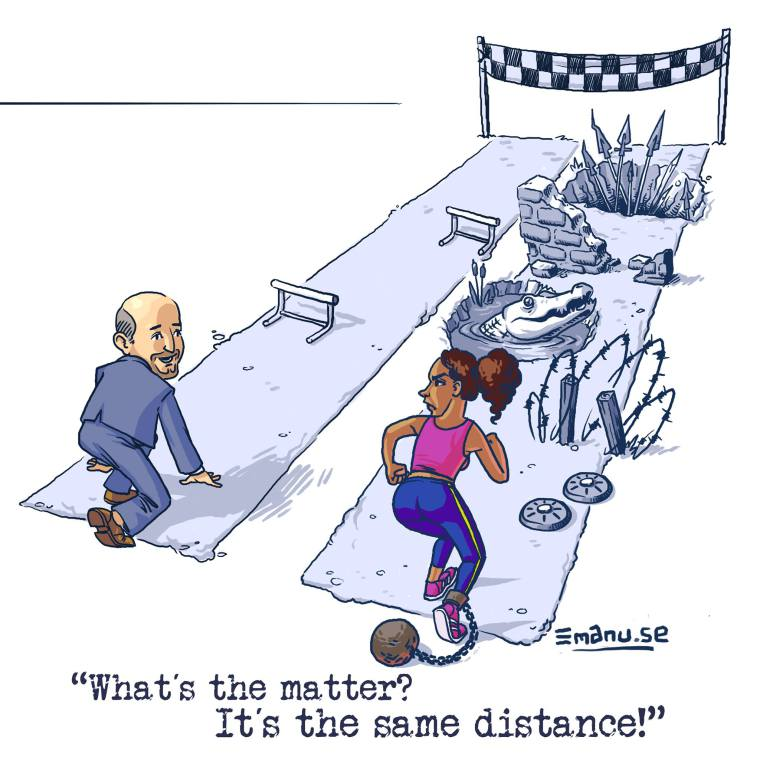 Emanu.se
"What's the matter?
It's the same distance!"